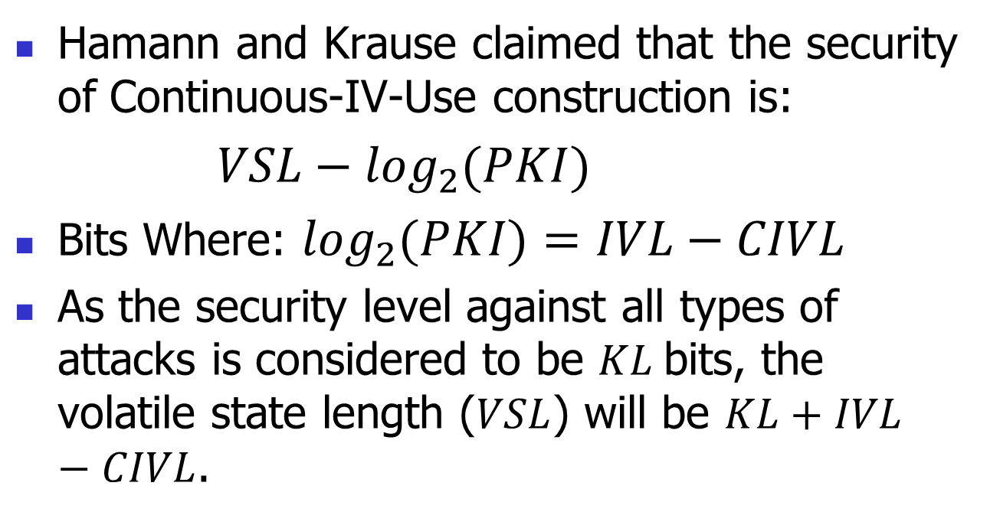 ▪ Hamann and Krause claimed that the security
of Continuous-IV-Use construction is:
VSL − log₂(PKI)
▪ Bits Where: log₂(PKI) = IVL − CIVL
▪ As the security level against all types of
attacks is considered to be KL bits, the
volatile state length (VSL) will be KL + IVL
− CIVL.